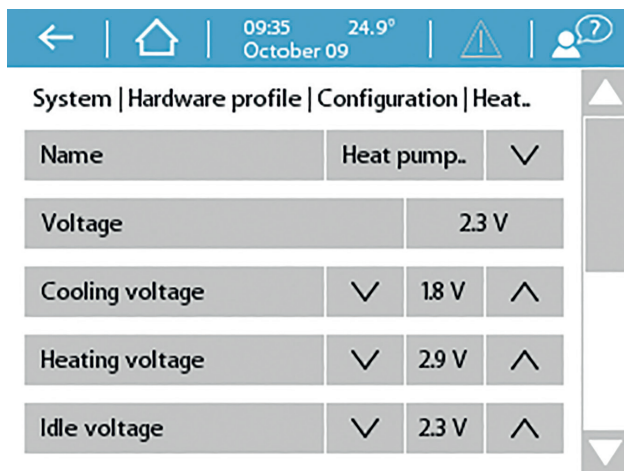 09:35 24.9°
October 09
?
System | Hardware profile | Configuration | Heat..
Name Heat pump..
Voltage 2.3 V
Cooling voltage 1.8 V
Heating voltage 2.9 V
Idle voltage 2.3 V